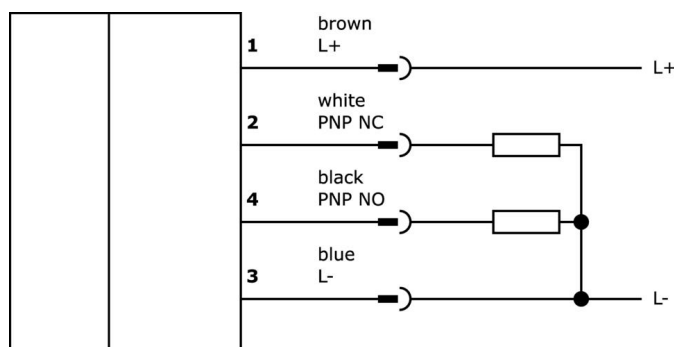 brown
1 L+
L+
white
2 PNP NC
black
4 PNP NO
blue
3 L-
L-